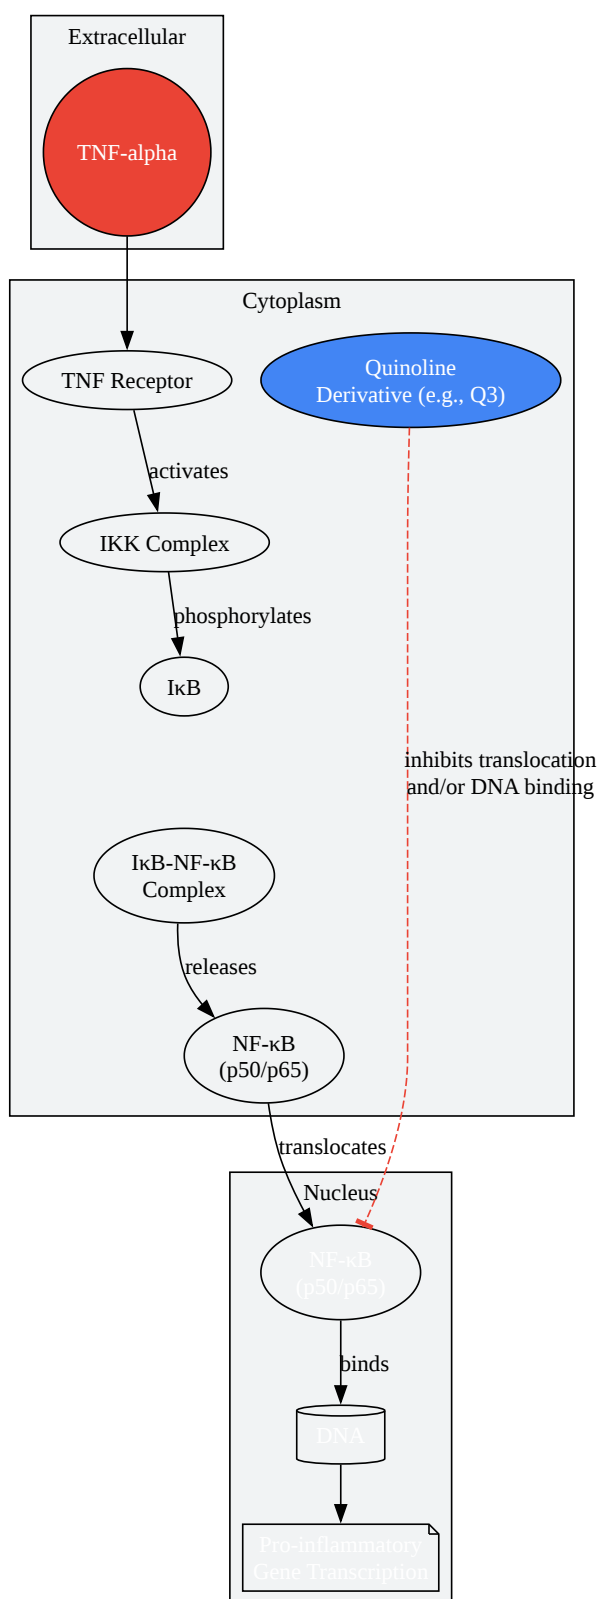 Extracellular
TNF-alpha
Cytoplasm
TNF Receptor
Quinoline
Derivative (e.g., Q3)
activates
IKK Complex
phosphorylates
IκB
inhibits translocation
and/or DNA binding
IκB-NF-κB
Complex
releases
NF-κB
(p50/p65)
translocates
Nucleus
NF-κB
(p50/p65)
binds
DNA
Pro-inflammatory
Gene Transcription